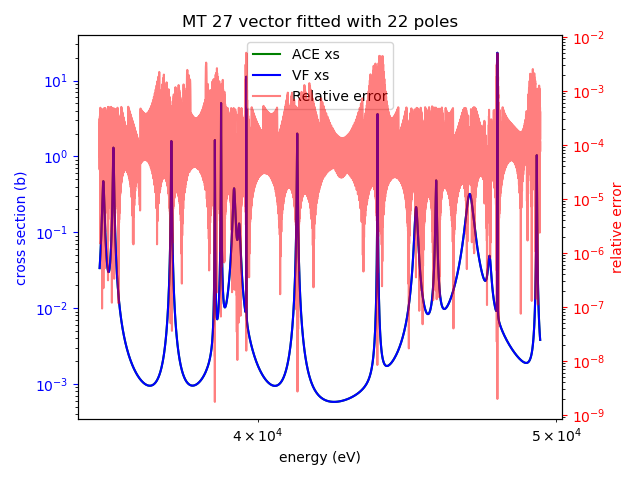 MT 27 vector fitted with 22 poles
ACE xs
VF xs
Relative error
cross section (b)
10¹
10⁰
10⁻¹
10⁻²
10⁻³
10⁻²
10⁻³
10⁻⁴
10⁻⁵
10⁻⁶
10⁻⁷
10⁻⁸
10⁻⁹
relative error
4 × 10⁴
5 × 10⁴
energy (eV)